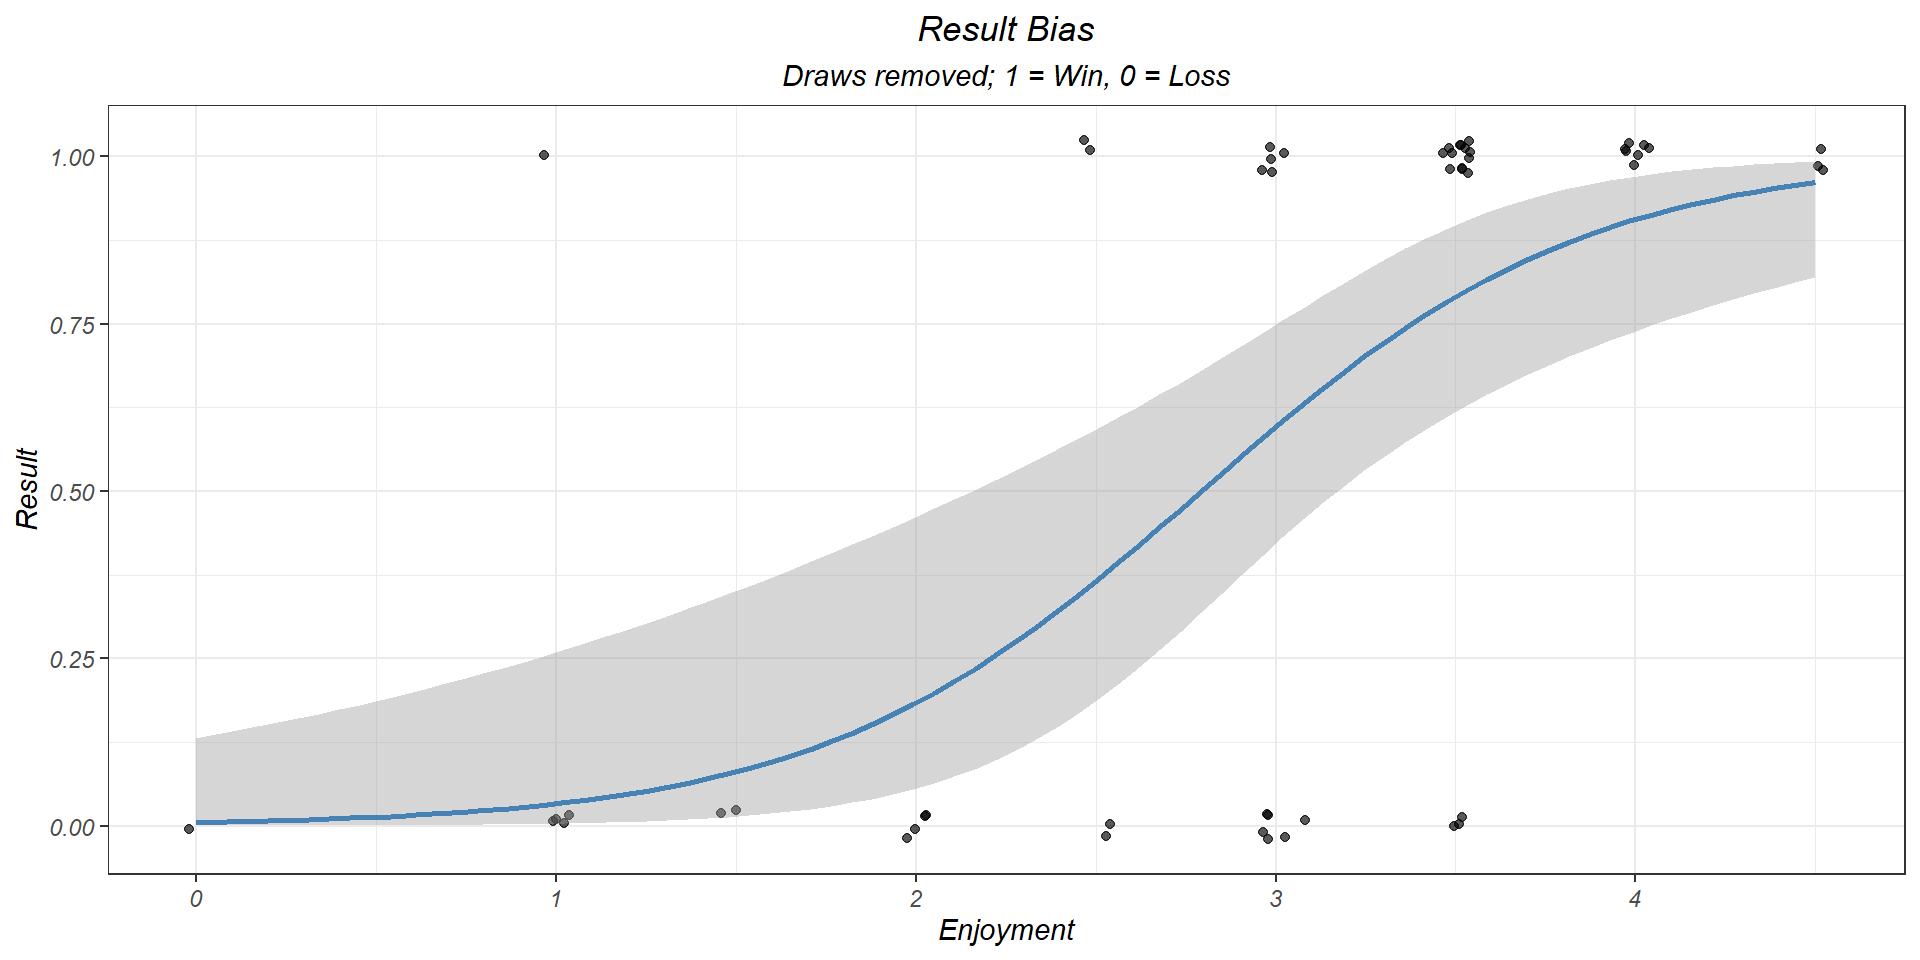 Result Bias
Draws removed; 1 = Win, 0 = Loss
Result
1.00
0.75
0.50
0.25
0.00
0 1 2 3 4
Enjoyment